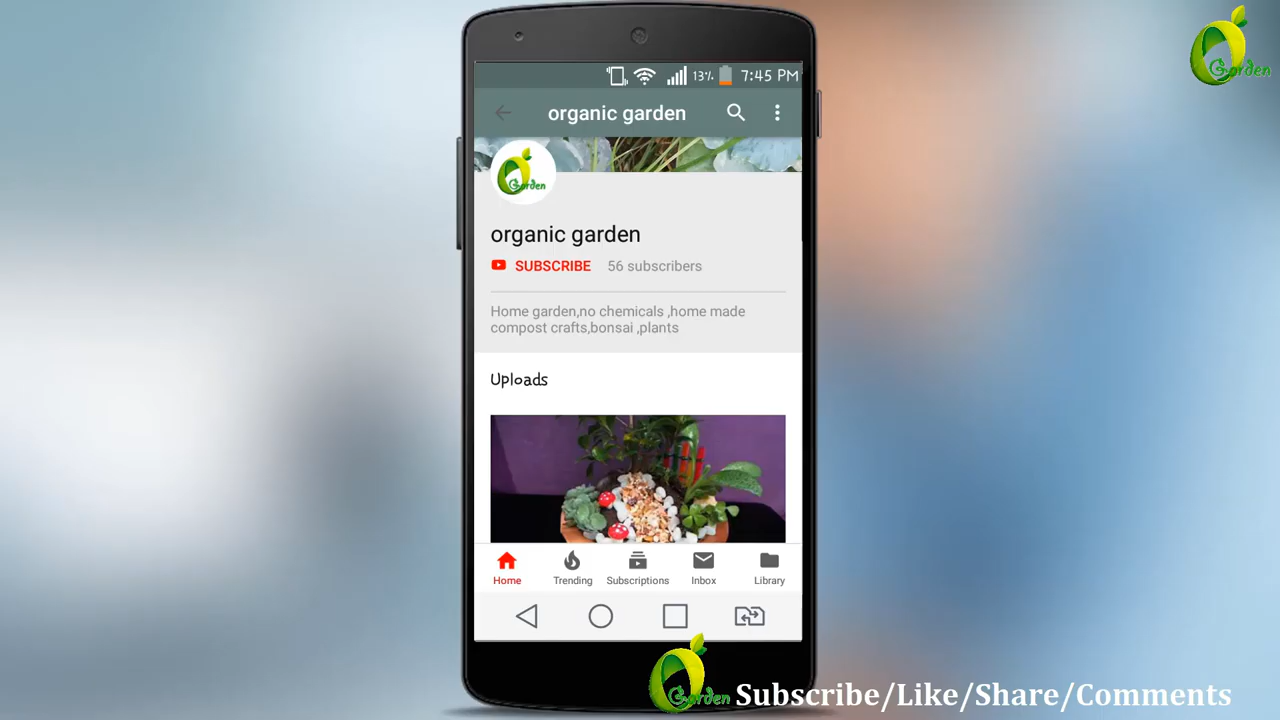 Garden
13% 7:45 PM
organic garden
Garden
organic garden
SUBSCRIBE 56 subscribers
Home garden,no chemicals ,home made
compost crafts,bonsai ,plants
Uploads
Home Trending Subscriptions Inbox Library
Garden Subscribe/Like/Share/Comments